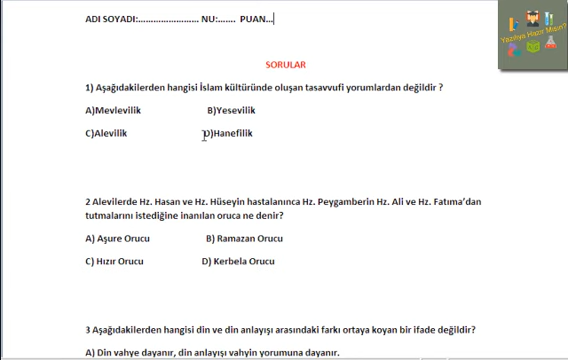 ADI SOYADI:........................ NU:....... PUAN...
Yazılıya Hazır Mısın?
SORULAR
1) Aşağıdakilerden hangisi İslam kültüründe oluşan tasavvufi yorumlardan değildir ?
A)Mevlevilik B)Yesevilik
C)Alevilik D)Hanefilik
2 Alevilerde Hz. Hasan ve Hz. Hüseyin hastalanınca Hz. Peygamberin Hz. Ali ve Hz. Fatıma'dan
tutmalarını istediğine inanılan oruca ne denir?
A) Aşure Orucu B) Ramazan Orucu
C) Hızır Orucu D) Kerbela Orucu
3 Aşağıdakilerden hangisi din ve din anlayışı arasındaki farkı ortaya koyan bir ifade değildir?
A) Din vahye dayanır, din anlayışı vahyin yorumuna dayanır.